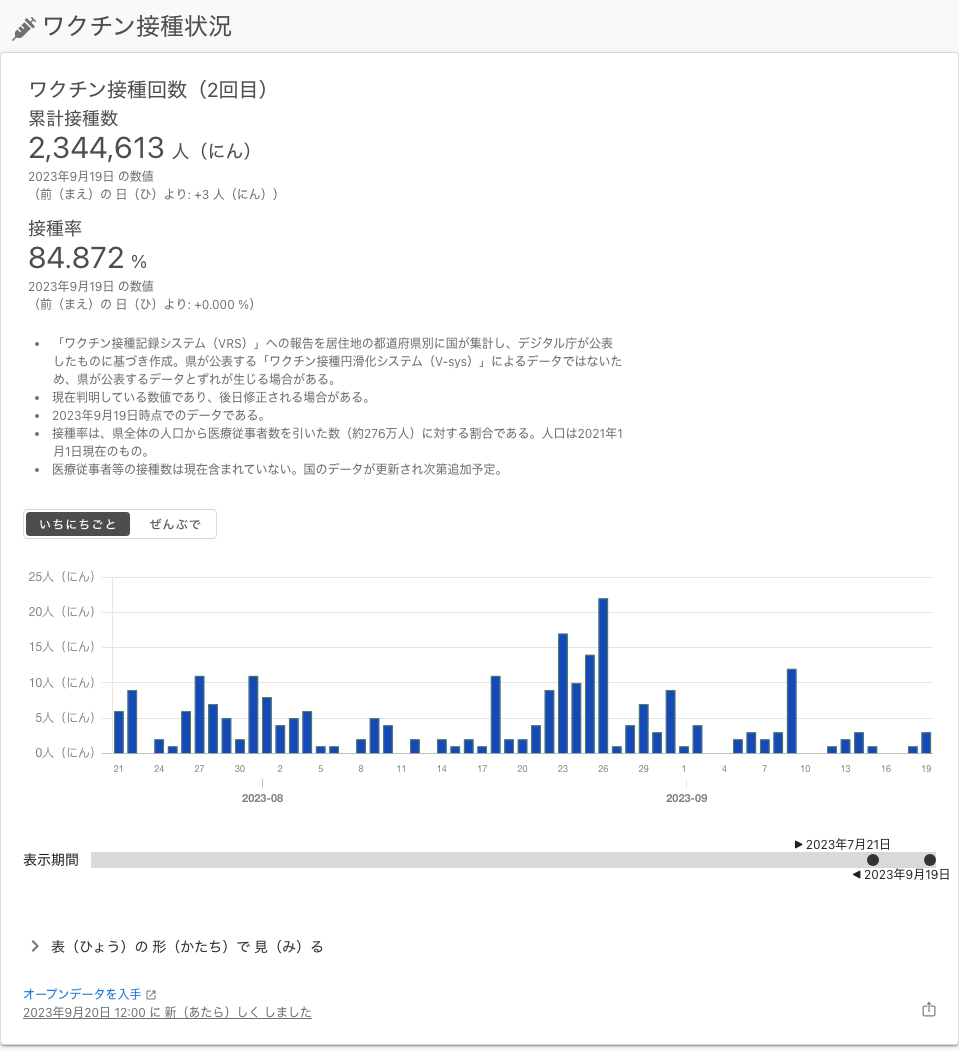 ワクチン接種状況
ワクチン接種回数（2回目）
累計接種数
2,344,613 人（にん）
2023年9月19日 の数値
（前（まえ）の 日（ひ）より: +3 人（にん））
接種率
84.872 %
2023年9月19日 の数値
（前（まえ）の 日（ひ）より: +0.000 %）
• 「ワクチン接種記録システム（VRS）」への報告を居住地の都道府県別に国が集計し、デジタル庁が公表
したものに基づき作成。県が公表する「ワクチン接種円滑化システム（V-sys）」によるデータではないた
め、県が公表するデータとずれが生じる場合がある。
• 現在判明している数値であり、後日修正される場合がある。
• 2023年9月19日時点でのデータである。
• 接種率は、県全体の人口から医療従事者数を引いた数（約276万人）に対する割合である。人口は2021年1
月1日現在のもの。
• 医療従事者等の接種数は現在含まれていない。国のデータが更新され次第追加予定。
いちにちごと ぜんぶで
25人（にん）
20人（にん）
15人（にん）
10人（にん）
5人（にん）
0人（にん）
21 24 27 30 2 5 8 11 14 17 20 23 26 29 1 4 7 10 13 16 19
2023-08 2023-09
▶ 2023年7月21日
表示期間
◀ 2023年9月19日
表（ひょう）の 形（かたち）で 見（み）る
オープンデータを入手
2023年9月20日 12:00 に 新（あたら）しく しました